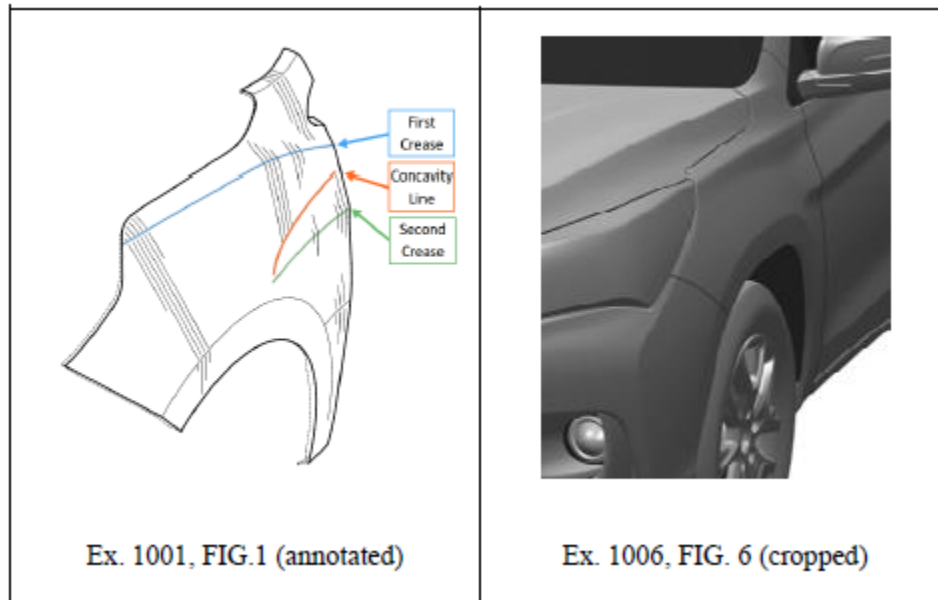 First
Crease
Concavity
Line
Second
Crease
Ex. 1001, FIG.1 (annotated)
Ex. 1006, FIG. 6 (cropped)